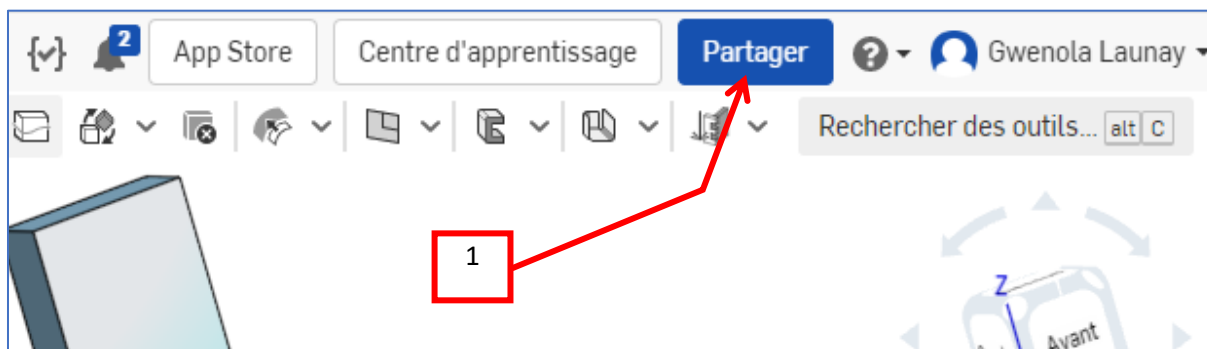 2 App Store Centre d'apprentissage Partager ? Gwenola Launay
Rechercher des outils... alt C
1
Z
Avant